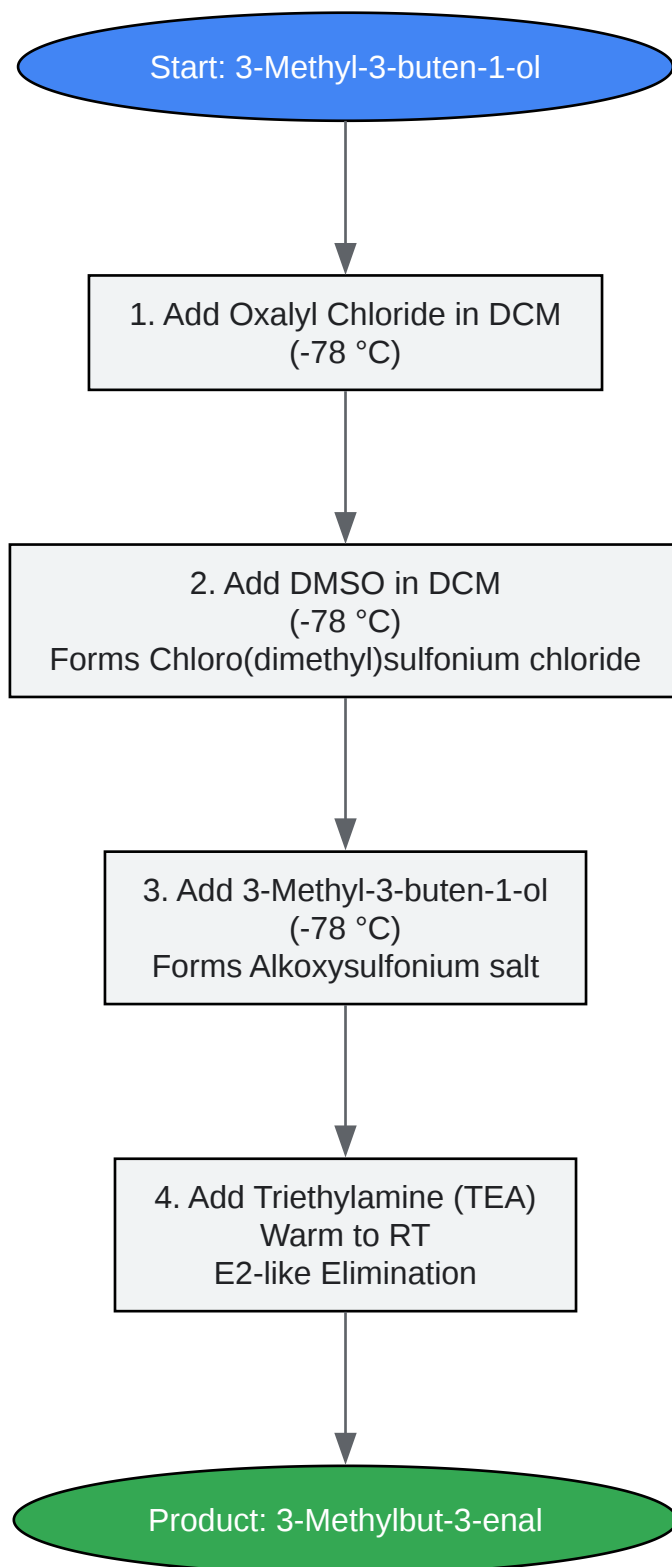 Start: 3-Methyl-3-buten-1-ol
1. Add Oxalyl Chloride in DCM
(-78 °C)
2. Add DMSO in DCM
(-78 °C)
Forms Chloro(dimethyl)sulfonium chloride
3. Add 3-Methyl-3-buten-1-ol
(-78 °C)
Forms Alkoxysulfonium salt
4. Add Triethylamine (TEA)
Warm to RT
E2-like Elimination
Product: 3-Methylbut-3-enal